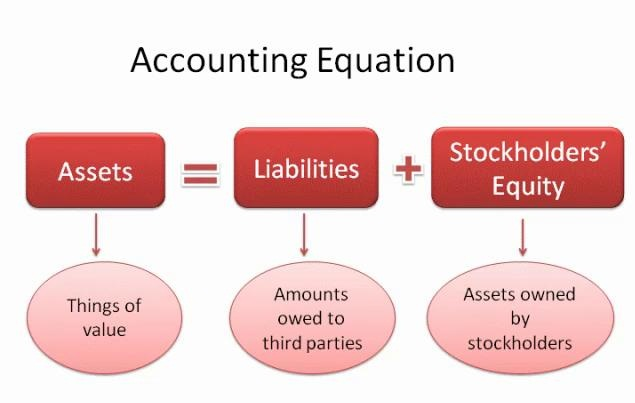 Accounting Equation
Assets
=
Liabilities
+
Stockholders’
Equity
Things of
value
Amounts
owed to
third parties
Assets owned
by
stockholders